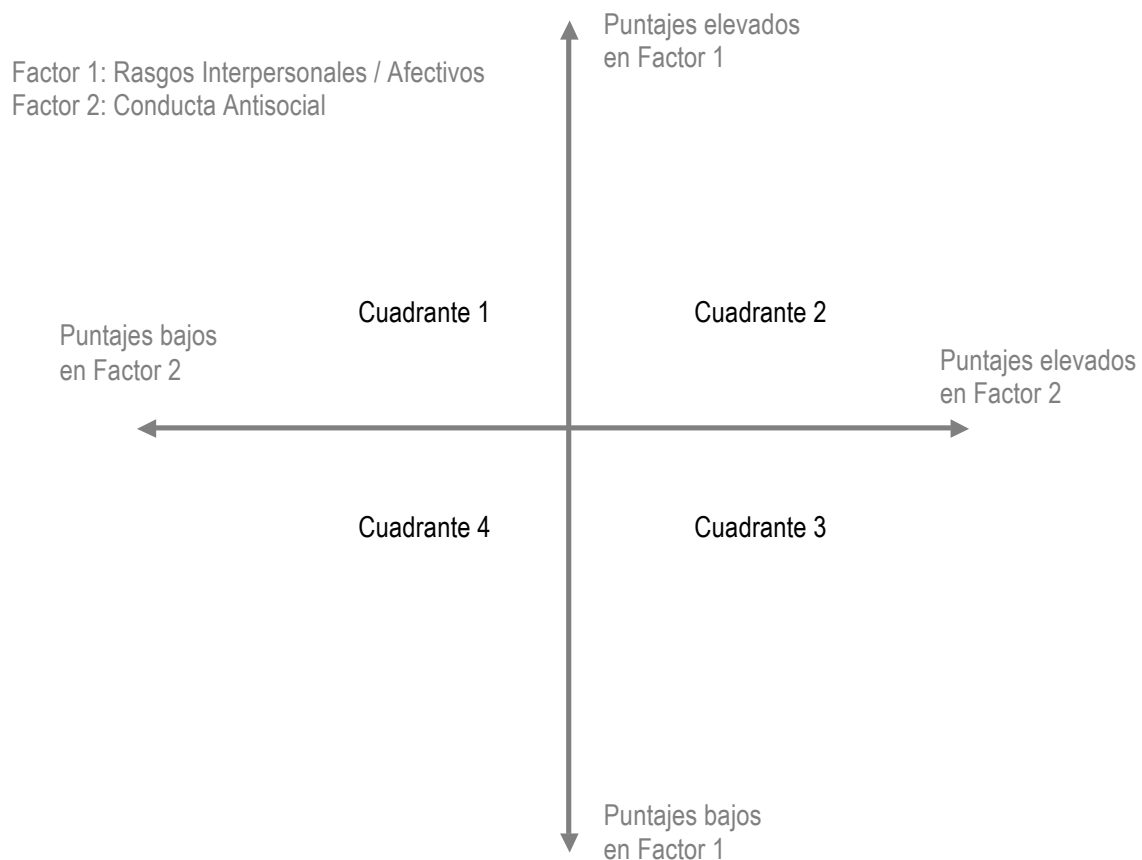 Puntajes elevados
en Factor 1
Factor 1: Rasgos Interpersonales / Afectivos
Factor 2: Conducta Antisocial
Cuadrante 1
Cuadrante 2
Puntajes bajos
en Factor 2
Puntajes elevados
en Factor 2
Cuadrante 4
Cuadrante 3
Puntajes bajos
en Factor 1